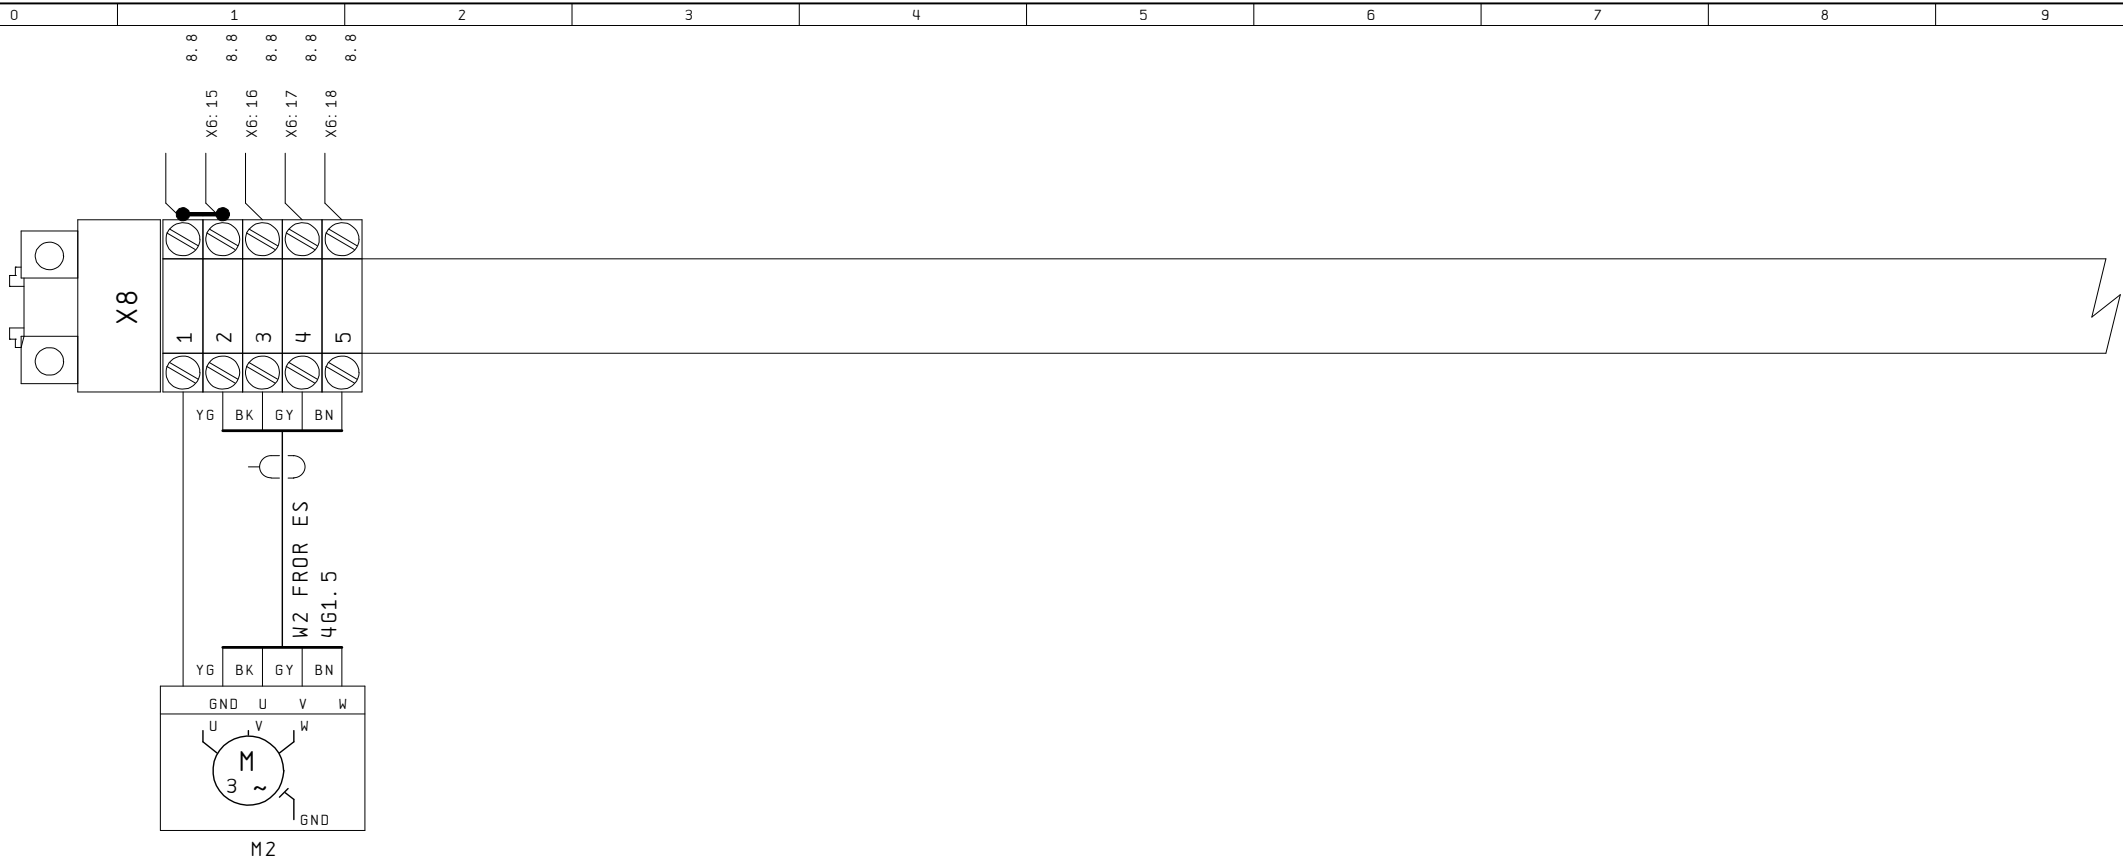 0 1 2 3 4 5 6 7 8 9
8.8 8.8 8.8 8.8 8.8
X6:15 X6:16 X6:17 X6:18
X8
1 2 3 4 5
YG BK GY BN
W2 FROR ES
4G1.5
YG BK GY BN
GND U V W
U V W
M
3 ~
GND
M2